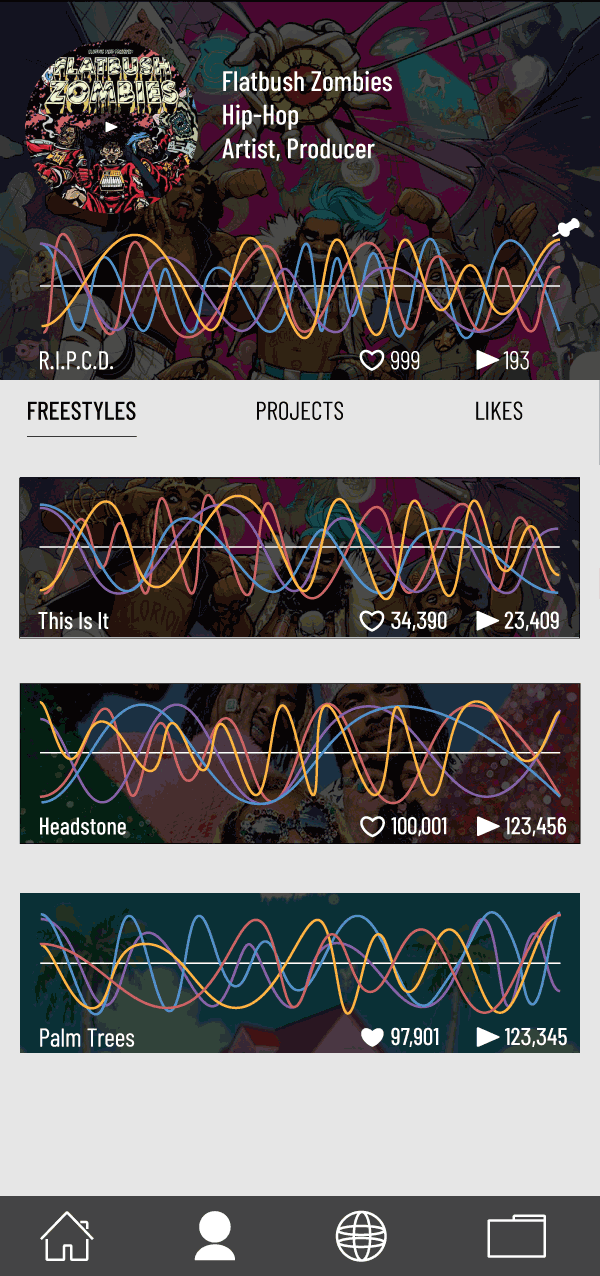 FLATBUSH
ZOMBIES
Flatbush Zombies
Hip-Hop
Artist, Producer
R.I.P.C.D.
999
193
FREESTYLES
PROJECTS
LIKES
GLORIOU
This Is It
34,390
23,409
Headstone
100,001
123,456
Palm Trees
97,901
123,345